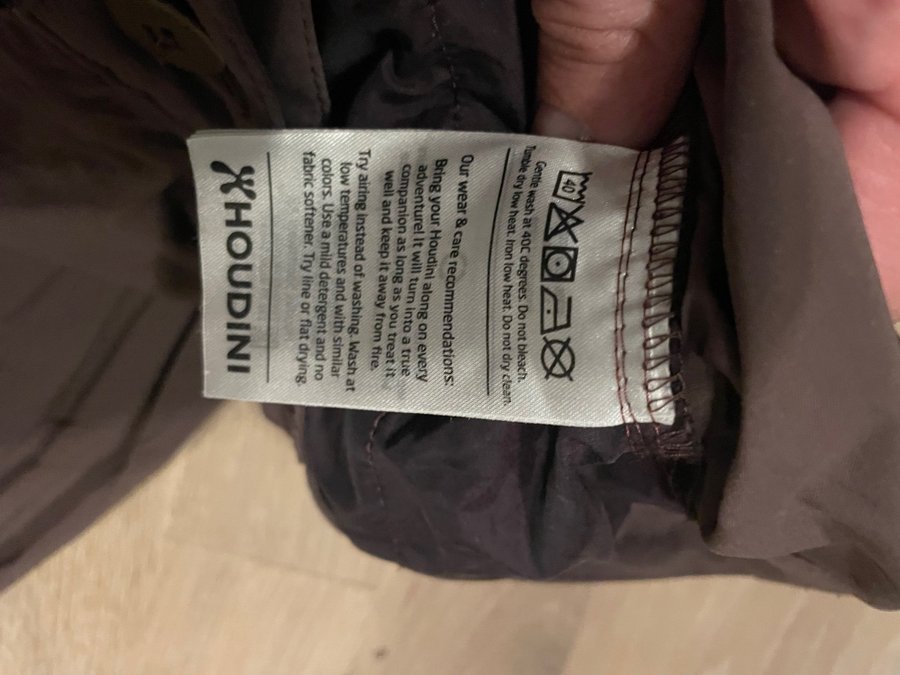 40
Gentle wash at 40C degrees. Do not bleach.
Tumble dry low heat. Iron low heat. Do not dry clean.
Our wear & care recommendations:
Bring your Houdini along on every
adventure! It will turn into a true
companion as long as you treat it
well and keep it away from fire.
Try airing instead of washing. Wash at
low temperatures and with similar
colors. Use a mild detergent and no
fabric softener. Try line or flat drying.
HOUDINI